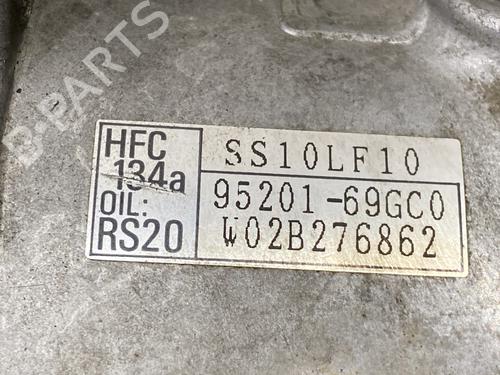 B-PARTS
HFC
134a
OIL:
RS20
SS10LF10
95201-69GC0
W02B276862